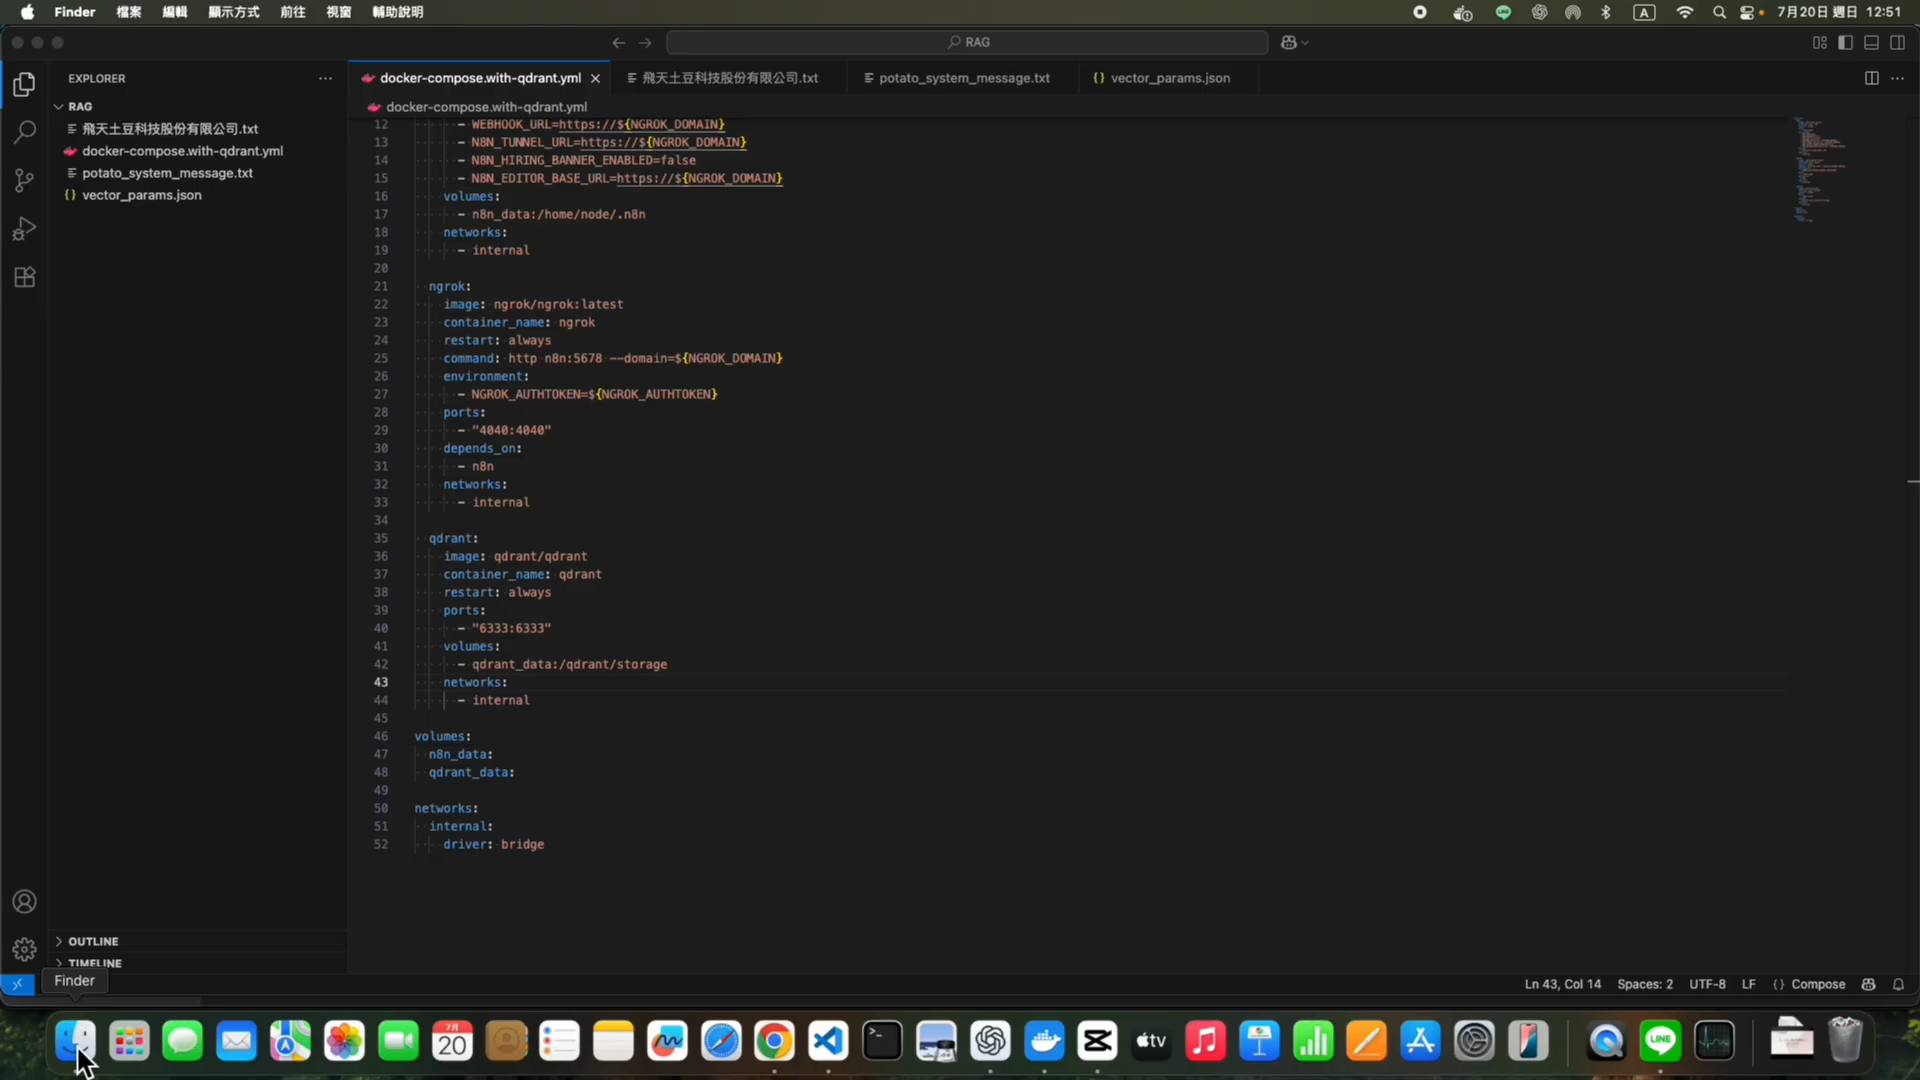 Finder 檔案 編輯 顯示方式 前往 視窗 輔助說明
A 7月20日 週日 12:51
RAG
EXPLORER
docker-compose.with-qdrant.yml
飛天土豆科技股份有限公司.txt
potato_system_message.txt
{} vector_params.json
RAG
飛天土豆科技股份有限公司.txt
docker-compose.with-qdrant.yml
potato_system_message.txt
{} vector_params.json
docker-compose.with-qdrant.yml
12 - WEBHOOK_URL=https://${NGROK_DOMAIN}
13 - N8N_TUNNEL_URL=https://${NGROK_DOMAIN}
14 - N8N_HIRING_BANNER_ENABLED=false
15 - N8N_EDITOR_BASE_URL=https://${NGROK_DOMAIN}
16 volumes:
17 - n8n_data:/home/node/.n8n
18 networks:
19 - internal
20
21 ngrok:
22 image: ngrok/ngrok:latest
23 container_name: ngrok
24 restart: always
25 command: http n8n:5678 --domain=${NGROK_DOMAIN}
26 environment:
27 - NGROK_AUTHTOKEN=${NGROK_AUTHTOKEN}
28 ports:
29 - "4040:4040"
30 depends_on:
31 - n8n
32 networks:
33 - internal
34
35 qdrant:
36 image: qdrant/qdrant
37 container_name: qdrant
38 restart: always
39 ports:
40 - "6333:6333"
41 volumes:
42 - qdrant_data:/qdrant/storage
43 networks:
44 - internal
45
46 volumes:
47 n8n_data:
48 qdrant_data:
49
50 networks:
51 internal:
52 driver: bridge
OUTLINE
TIMELINE
Finder
Ln 43, Col 14 Spaces: 2 UTF-8 LF {} Compose
7月
20
tv
LINE